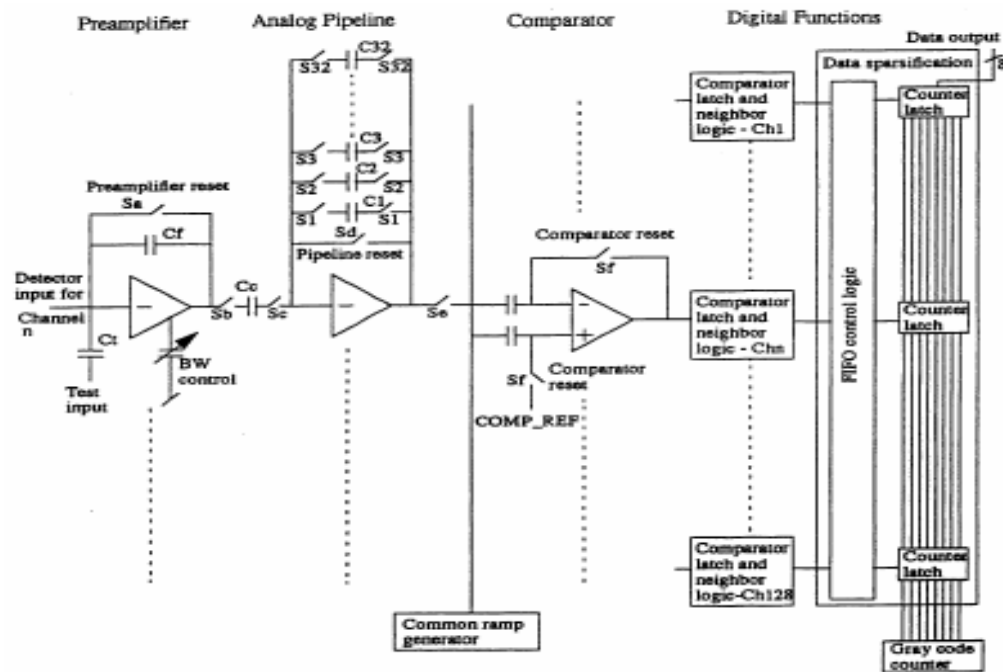 Preamplifier
Analog Pipeline
Comparator
Digital Functions
Data output
8
Data sparsification
S32
C32
S32
Comparator
latch and
neighbor
logic - Ch1
Counter
latch
S3
C3
S3
S2
C2
S2
S1
C1
S1
Preamplifier reset
Sa
Cf
Sd
Pipeline reset
Comparator reset
Sf
Detector
input for
Channel
n
Sb
Cc
Sc
Se
Comparator
latch and
neighbor
logic - Chn
Counter
latch
FIFO control logic
Ct
BW
control
Test
input
Sf
Comparator
reset
COMP_REF
Comparator
latch and
neighbor
logic-Ch128
Counter
latch
Common ramp
generator
Gray code
counter